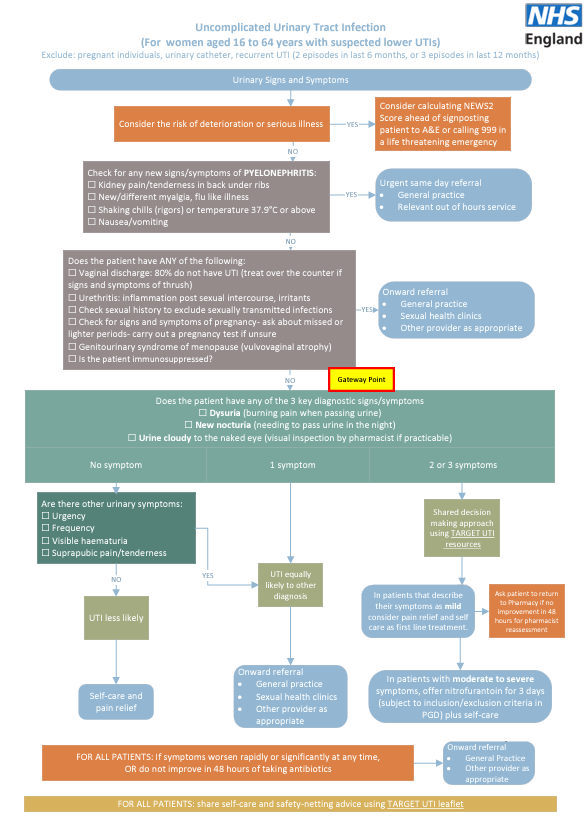 NHS
England
Uncomplicated Urinary Tract Infection
(For women aged 16 to 64 years with suspected lower UTIs)
Exclude: pregnant individuals, urinary catheter, recurrent UTI (2 episodes in last 6 months, or 3 episodes in last 12 months)
Urinary Signs and Symptoms
Consider the risk of deterioration or serious illness
YES
Consider calculating NEWS2
Score ahead of signposting
patient to A&E or calling 999 in
a life threatening emergency
NO
Check for any new signs/symptoms of PYELONEPHRITIS:
☐ Kidney pain/tenderness in back under ribs
☐ New/different myalgia, flu like illness
☐ Shaking chills (rigors) or temperature 37.9°C or above
☐ Nausea/vomiting
YES
Urgent same day referral
• General practice
• Relevant out of hours service
NO
Does the patient have ANY of the following:
☐ Vaginal discharge: 80% do not have UTI (treat over the counter if
signs and symptoms of thrush)
☐ Urethritis: inflammation post sexual intercourse, irritants
☐ Check sexual history to exclude sexually transmitted infections
☐ Check for signs and symptoms of pregnancy- ask about missed or
lighter periods- carry out a pregnancy test if unsure
☐ Genitourinary syndrome of menopause (vulvovaginal atrophy)
☐ Is the patient immunosuppressed?
YES
Onward referral
• General practice
• Sexual health clinics
• Other provider as appropriate
NO
Gateway Point
Does the patient have any of the 3 key diagnostic signs/symptoms
☐ Dysuria (burning pain when passing urine)
☐ New nocturia (needing to pass urine in the night)
☐ Urine cloudy to the naked eye (visual inspection by pharmacist if practicable)
No symptom
1 symptom
2 or 3 symptoms
Are there other urinary symptoms:
☐ Urgency
☐ Frequency
☐ Visible haematuria
☐ Suprapubic pain/tenderness
NO
YES
UTI less likely
Self-care and
pain relief
UTI equally
likely to other
diagnosis
Onward referral
• General practice
• Sexual health clinics
• Other provider as
appropriate
Shared decision
making approach
using TARGET UTI
resources
In patients that describe
their symptoms as mild
consider pain relief and self
care as first line treatment.
Ask patient to return
to Pharmacy if no
improvement in 48
hours for pharmacist
reassessment
In patients with moderate to severe
symptoms, offer nitrofurantoin for 3 days
(subject to inclusion/exclusion criteria in
PGD) plus self-care
FOR ALL PATIENTS: If symptoms worsen rapidly or significantly at any time,
OR do not improve in 48 hours of taking antibiotics
Onward referral
• General Practice
• Other provider as
appropriate
FOR ALL PATIENTS: share self-care and safety-netting advice using TARGET UTI leaflet